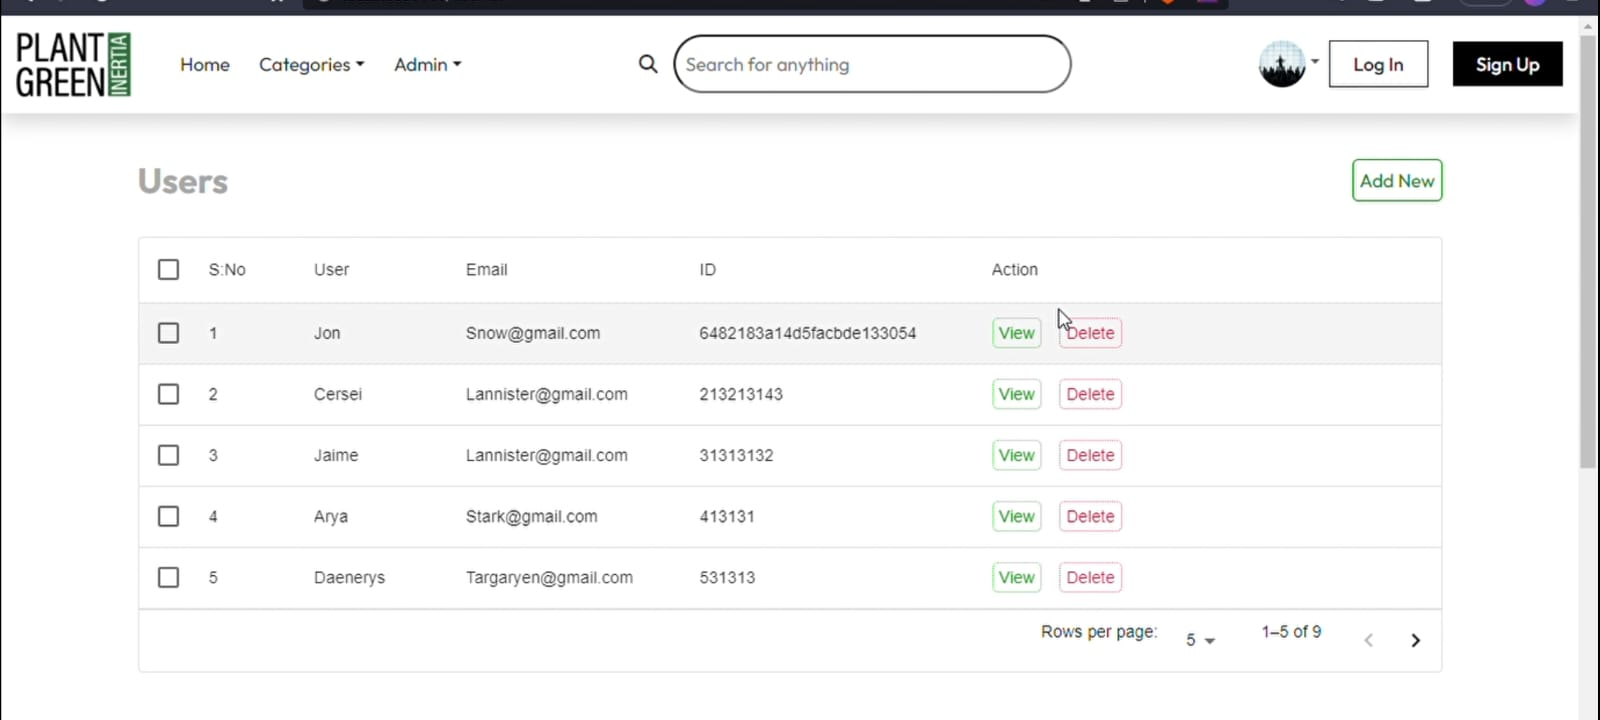 PLANT GREEN INERTIA
Home Categories Admin
Search for anything
Log In
Sign Up
Users
Add New
S:No User Email ID Action
1 Jon Snow@gmail.com 6482183a14d5facbde133054 View Delete
2 Cersei Lannister@gmail.com 213213143 View Delete
3 Jaime Lannister@gmail.com 31313132 View Delete
4 Arya Stark@gmail.com 413131 View Delete
5 Daenerys Targaryen@gmail.com 531313 View Delete
Rows per page: 5 1–5 of 9